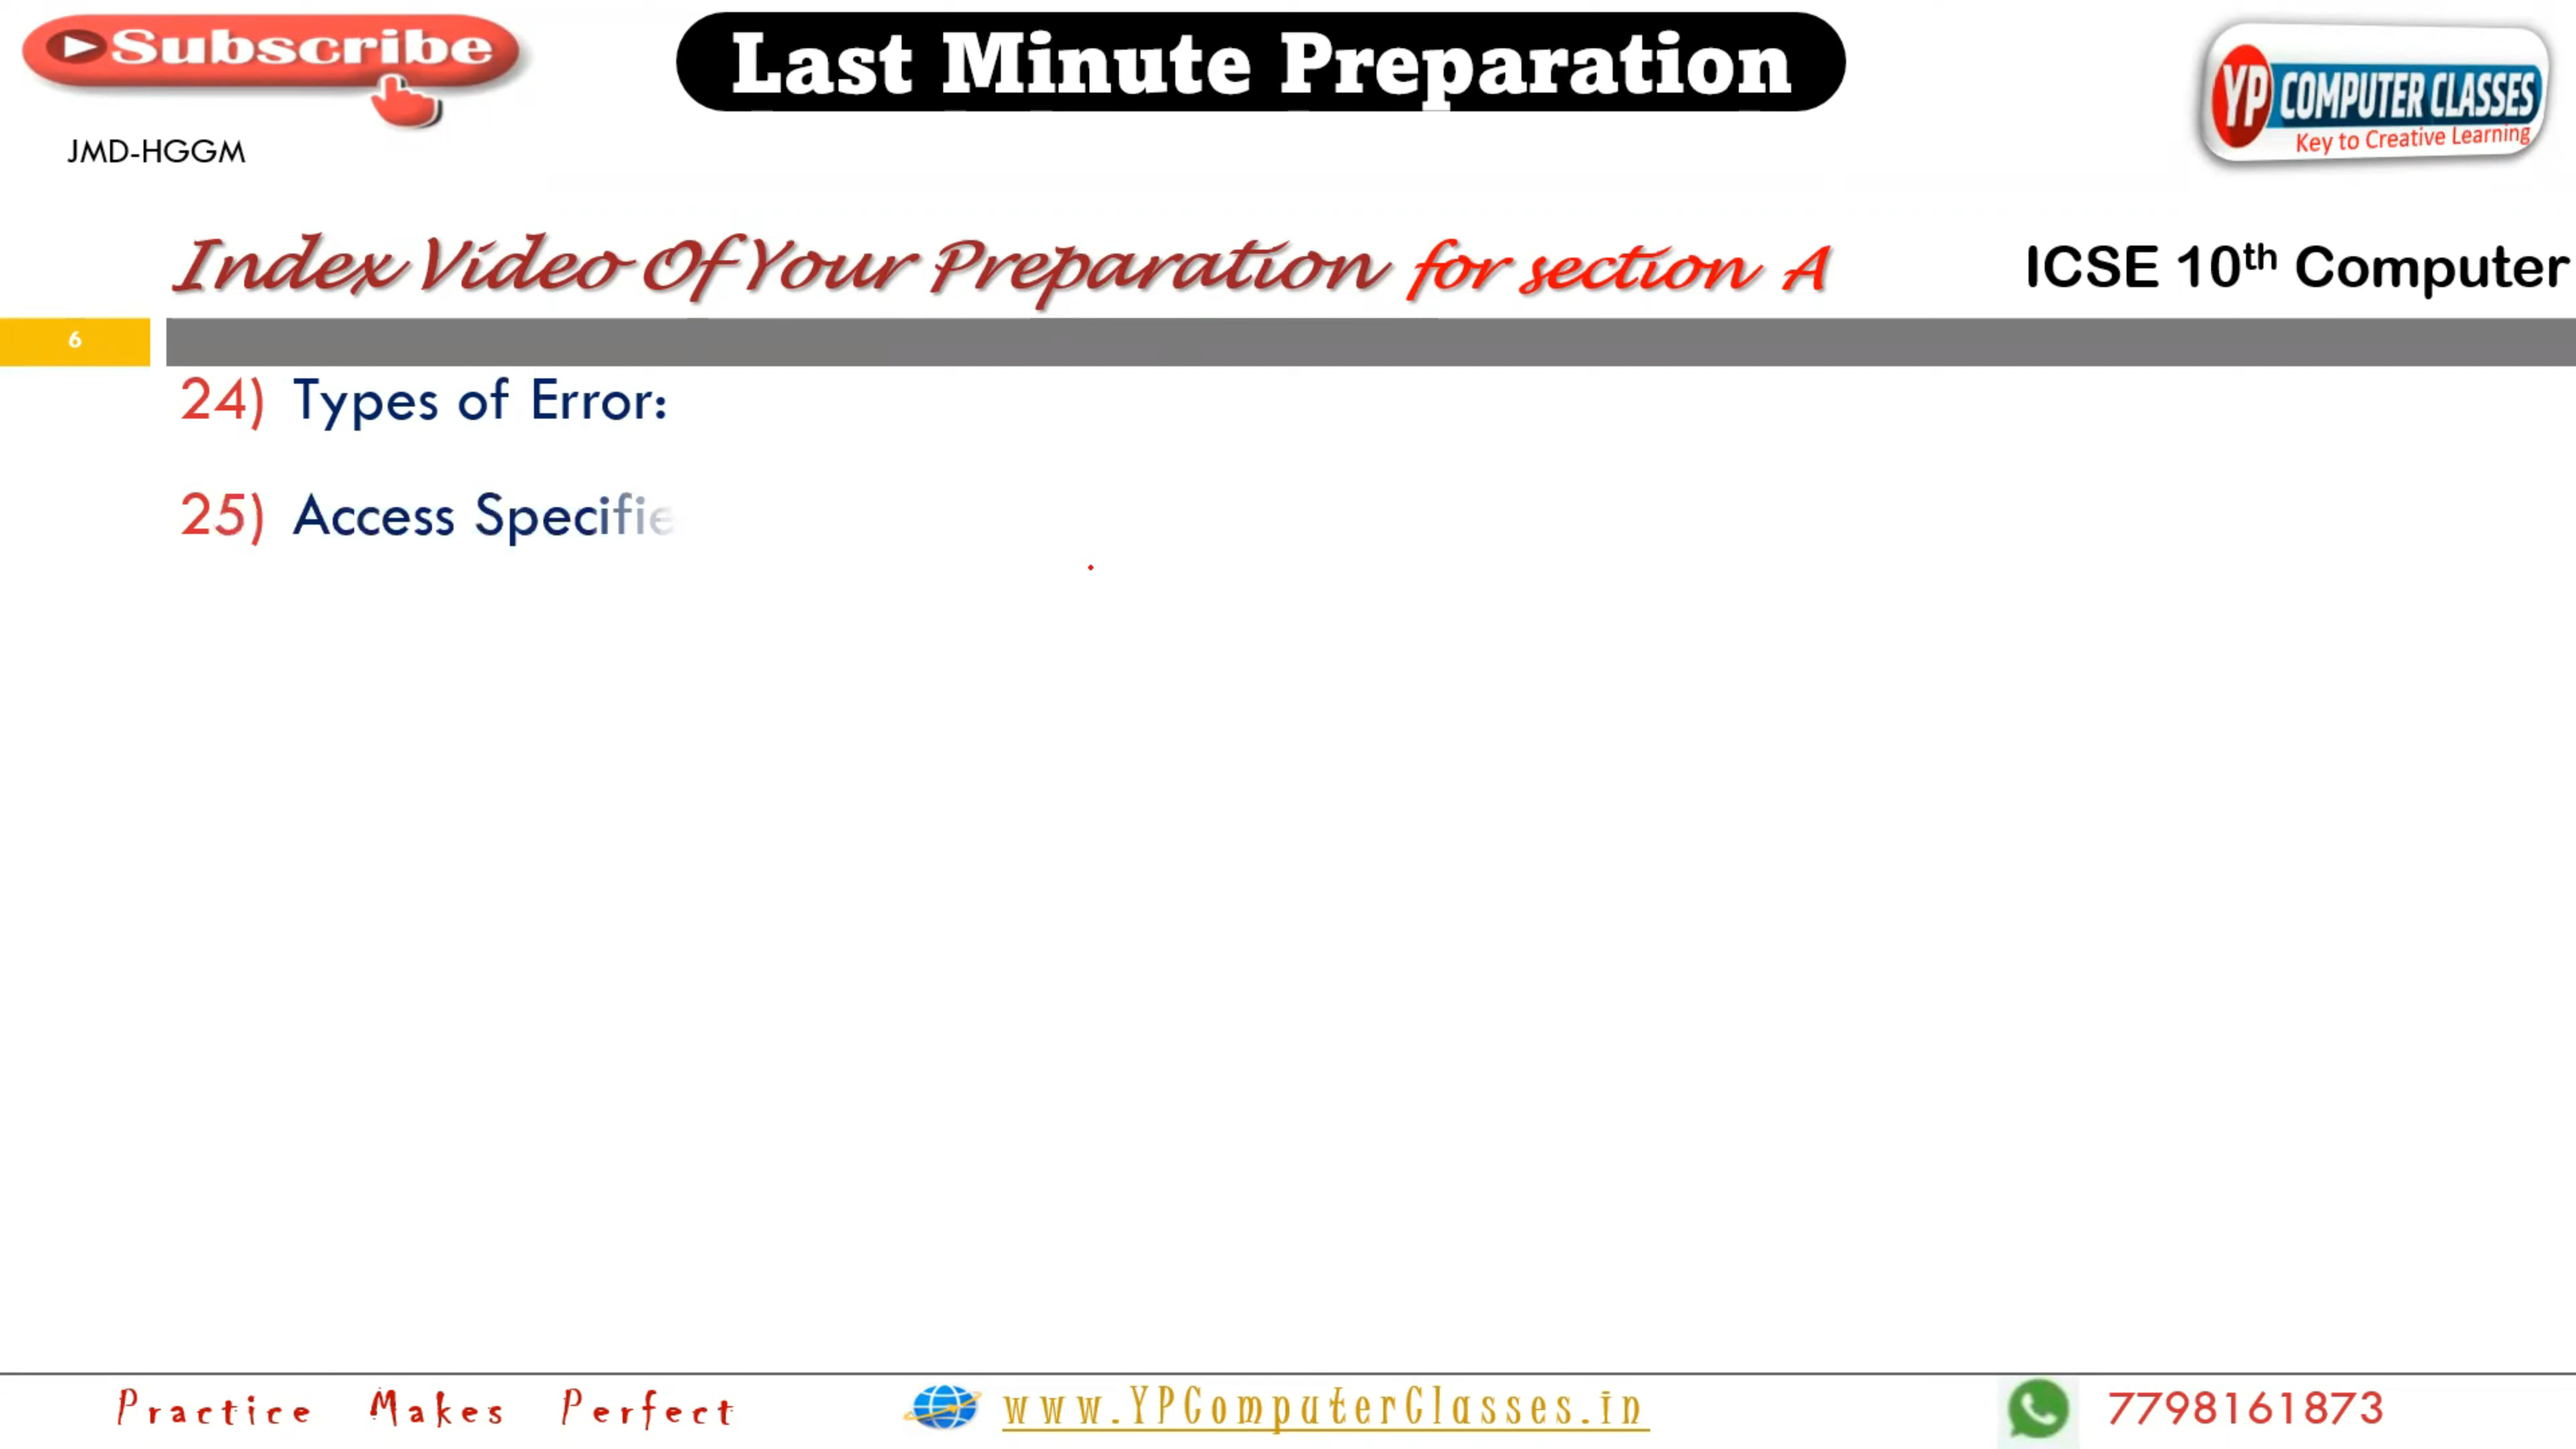 Subscribe
Last Minute Preparation
YP COMPUTER CLASSES
Key to Creative Learning
JMD-HGGM
Index Video Of Your Preparation for section A
ICSE 10th Computer
6
24) Types of Error:
25) Access Specifie
Practice Makes Perfect
www.YPComputerClasses.in
7798161873